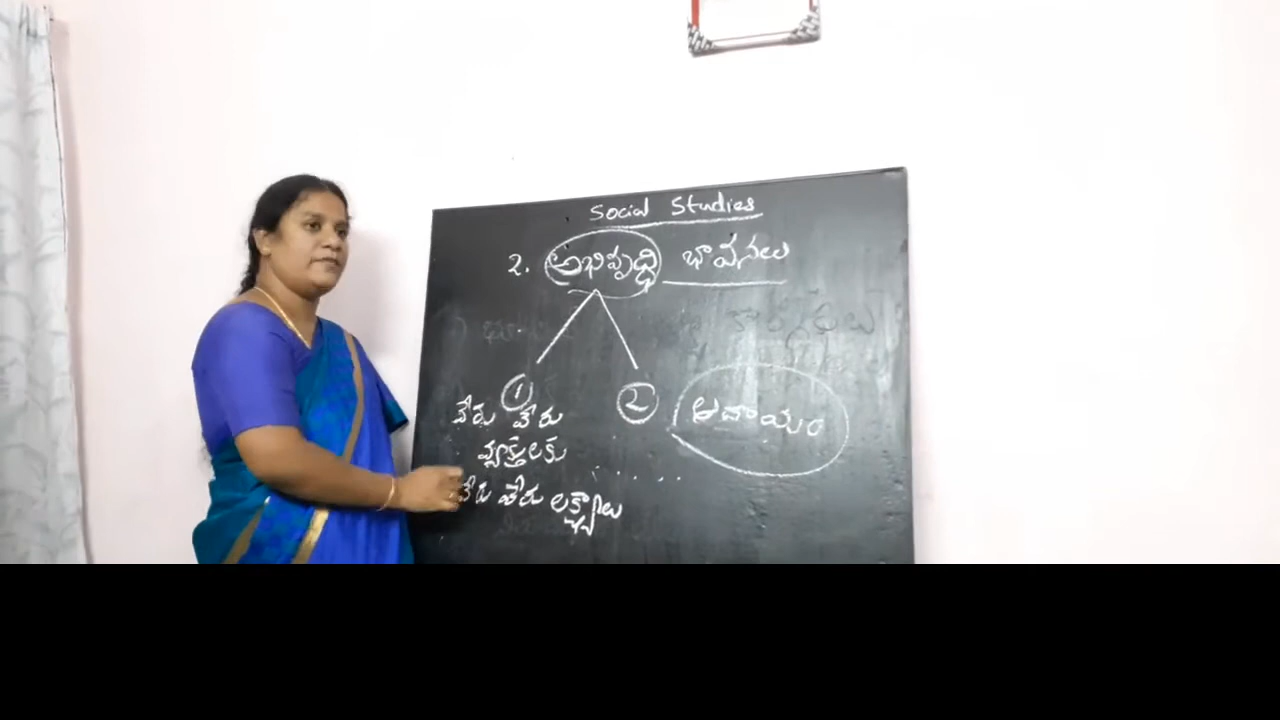 Social Studies
2. అభివృద్ధి భావనలు
1
వేరు వేరు
వ్యక్తులకు
వేరు వేరు లక్ష్యాలు
2
ఆదాయం